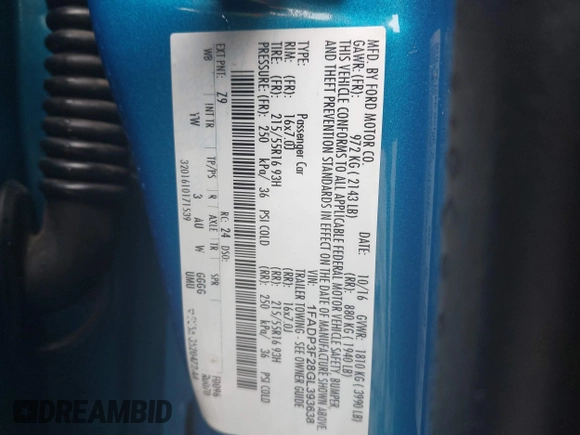 MFD. BY FORD MOTOR CO.
DATE: 10/16 GVWR: 1810 KG ( 3990 LB)
GAWR: (FR) 972 KG ( 2143 LB) (RR): 880 KG ( 1940 LB)
THIS VEHICLE CONFORMS TO ALL APPLICABLE FEDERAL MOTOR VEHICLE SAFETY, BUMPER,
AND THEFT PREVENTION STANDARDS IN EFFECT ON THE DATE OF MANUFACTURE SHOWN ABOVE.
VIN: 1FADP3F28GL393638
TYPE: Passenger Car TRAILER TOWING - SEE OWNER GUIDE
RIM: (FR): 16x7.0J (RR): 16x7.0J
TIRE: (FR): 215/55R16 93H (RR): 215/55R16 93H
PRESSURE: (FR): 250 kPa/ 36 PSI COLD (RR): 250 kPa/ 36 PSI COLD
EXT PNT: Z9 RC: 24 DSO:
WB INT TR TP/PS R AXLE TR SPR
YW 3 AU W GGGG
UMU
3201610171539
DREAMBID